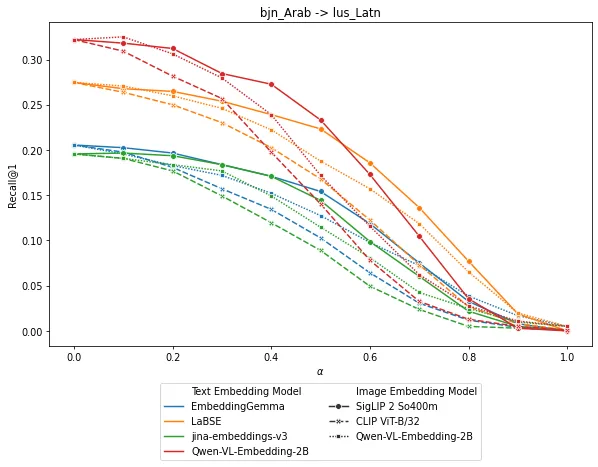 bjn_Arab -> lus_Latn
Recall@1
0.30
0.25
0.20
0.15
0.10
0.05
0.00
0.0 0.2 0.4 0.6 0.8 1.0
α
Text Embedding Model
EmbeddingGemma
LaBSE
jina-embeddings-v3
Qwen-VL-Embedding-2B
Image Embedding Model
SigLIP 2 So400m
CLIP ViT-B/32
Qwen-VL-Embedding-2B